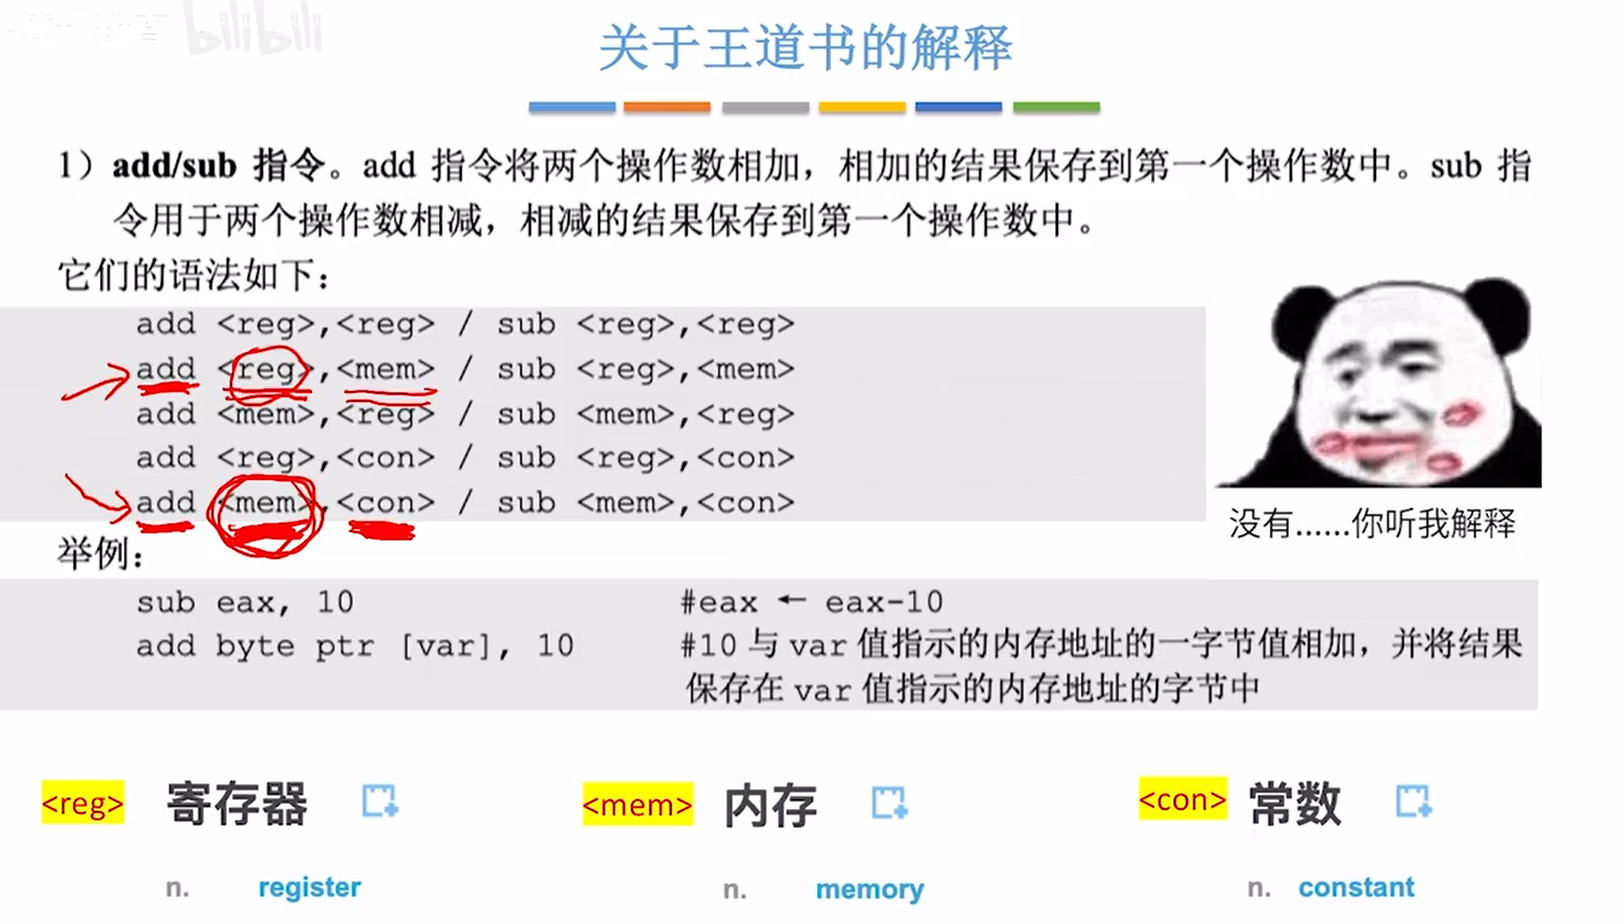 bilibili
关于王道书的解释
1）add/sub 指令。add 指令将两个操作数相加，相加的结果保存到第一个操作数中。sub 指
令用于两个操作数相减，相减的结果保存到第一个操作数中。
它们的语法如下：
add <reg>,<reg> / sub <reg>,<reg>
add <reg>,<mem> / sub <reg>,<mem>
add <mem>,<reg> / sub <mem>,<reg>
add <reg>,<con> / sub <reg>,<con>
add <mem>,<con> / sub <mem>,<con>
没有......你听我解释
举例：
sub eax, 10 #eax ← eax-10
add byte ptr [var], 10 #10 与 var 值指示的内存地址的一字节值相加，并将结果
保存在 var 值指示的内存地址的字节中
<reg> 寄存器 <mem> 内存 <con> 常数
n. register n. memory n. constant